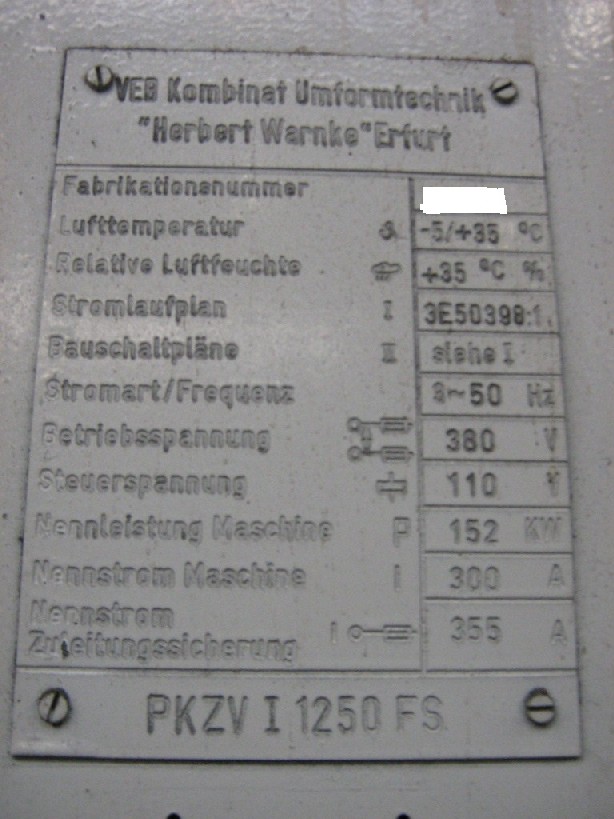 VEB Kombinat Umformtechnik
"Herbert Warnke" Erfurt
Fabrikationsnummer
Lufttemperatur -5/+35 °C
Relative Luftfeuchte +35 °C %
Stromlaufplan I 3E50398:1.
Bauschaltpläne II siehe I
Stromart/Frequenz 3~50 Hz
Betriebsspannung 380 V
Steuerspannung 110 V
Nennleistung Maschine P 152 KW
Nennstrom Maschine I 300 A
Nennstrom
Zuleitungssicherung I 355 A
PKZV I 1250 FS